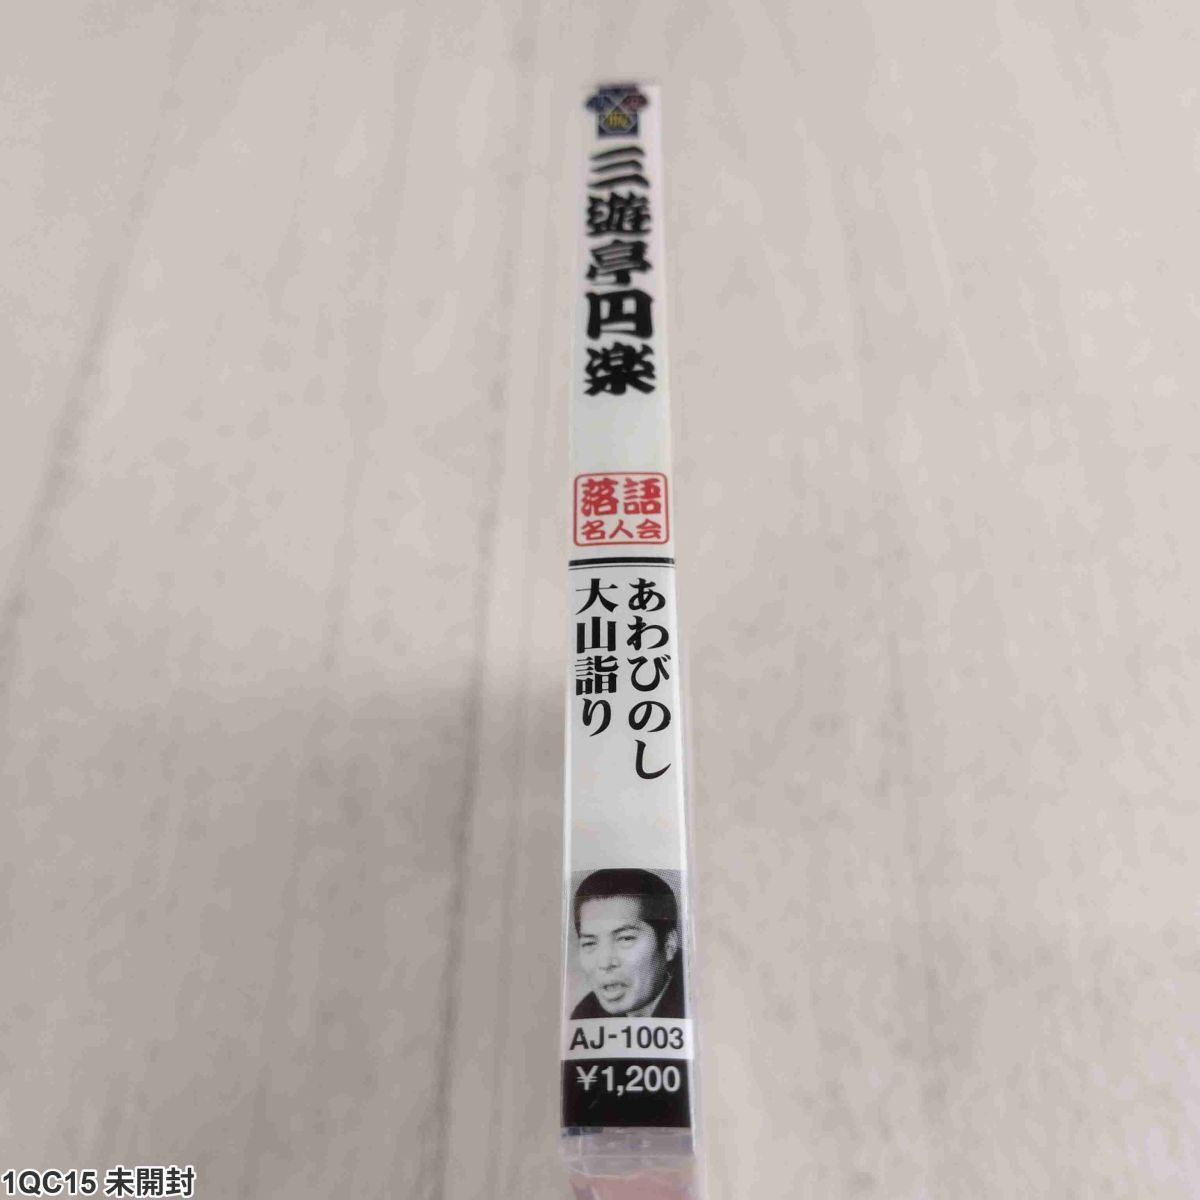 三遊亭円楽
落語
名人会
あわびのし
大山詣り
AJ-1003
¥1,200
1QC15 未開封